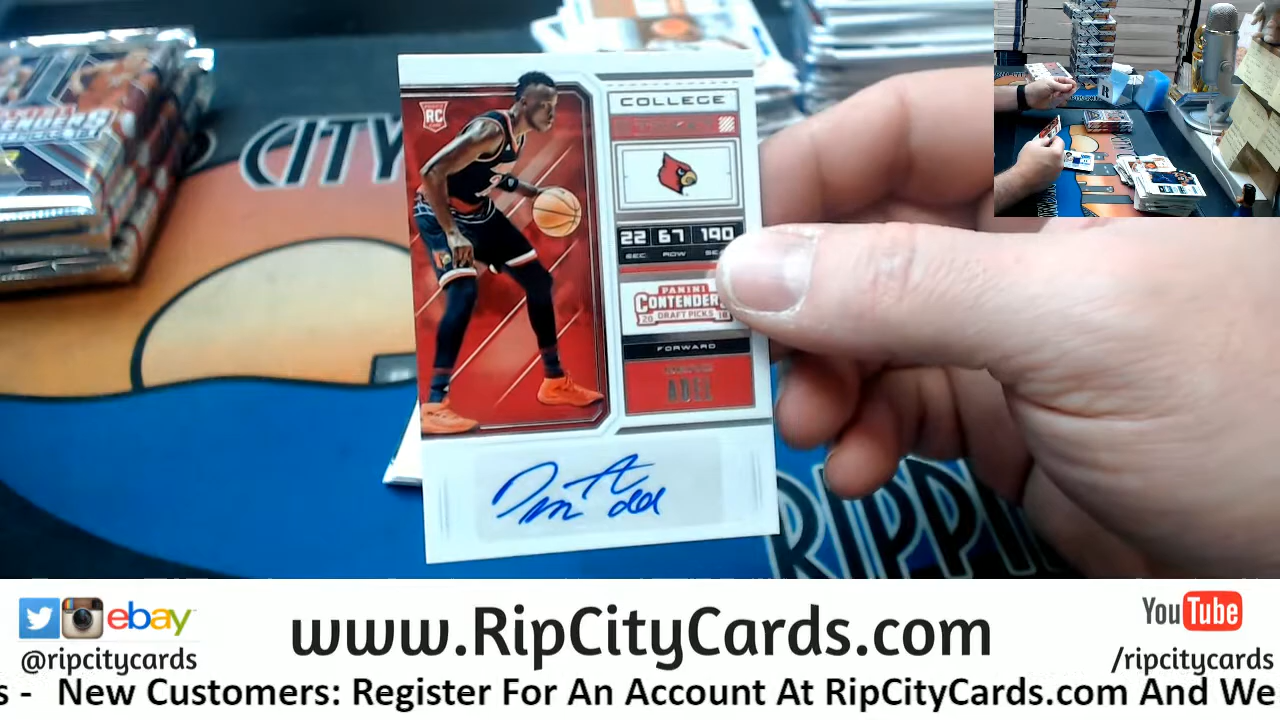 CITY
RC
COLLEGE
22 67 190
SEC ROW
PANINI
CONTENDERS
20 DRAFT PICKS 18
FORWARD
ADEL
RIPPI
ebay
@ripcitycards
www.RipCityCards.com
YouTube
/ripcitycards
s - New Customers: Register For An Account At RipCityCards.com And We